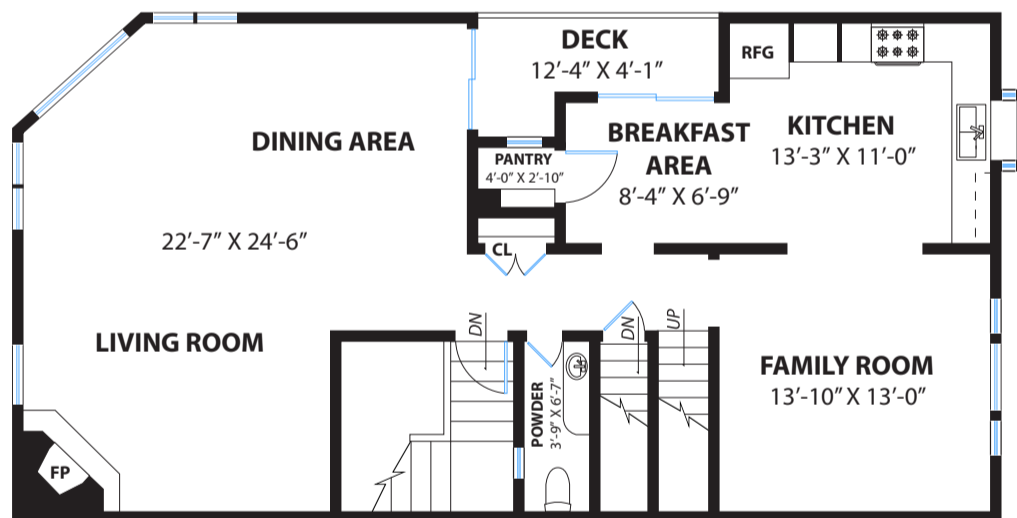 DECK
12’-4” X 4’-1”
RFG
DINING AREA
BREAKFAST
AREA
8’-4” X 6’-9”
KITCHEN
13’-3” X 11’-0”
PANTRY
4’-0” X 2’-10”
22’-7” X 24’-6”
CL
LIVING ROOM
DN
DN
UP
POWDER
3’-9” X 6’-7”
FAMILY ROOM
13’-10” X 13’-0”
FP